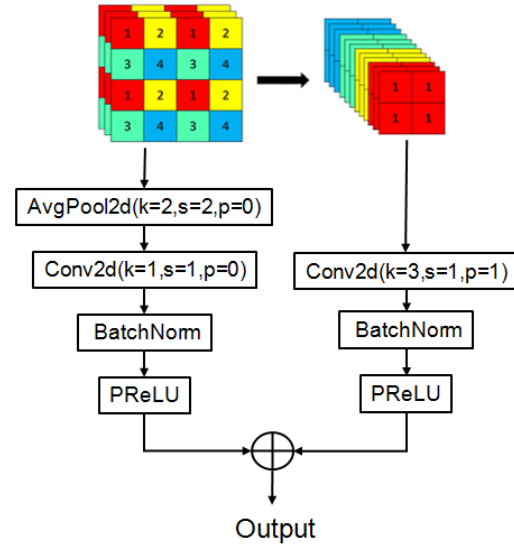 1 2 1 2
3 4 3 4
1 2 1 2
3 4 3 4
1 1
1 1
AvgPool2d(k=2,s=2,p=0)
Conv2d(k=1,s=1,p=0)
BatchNorm
PReLU
Conv2d(k=3,s=1,p=1)
BatchNorm
PReLU
Output